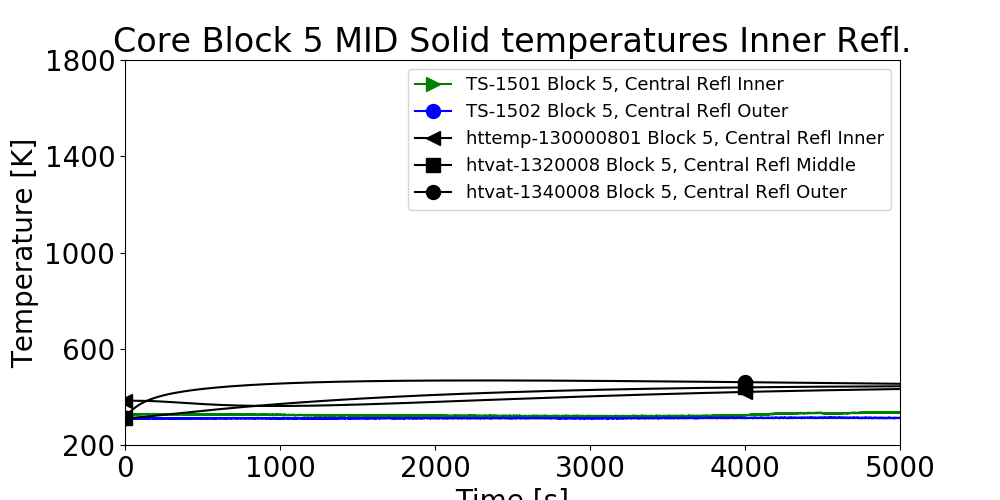 Core Block 5 MID Solid temperatures Inner Refl.
TS-1501 Block 5, Central Refl Inner
TS-1502 Block 5, Central Refl Outer
httemp-130000801 Block 5, Central Refl Inner
htvat-1320008 Block 5, Central Refl Middle
htvat-1340008 Block 5, Central Refl Outer
Temperature [K]
1800
1400
1000
600
200
0 1000 2000 3000 4000 5000
Time [s]